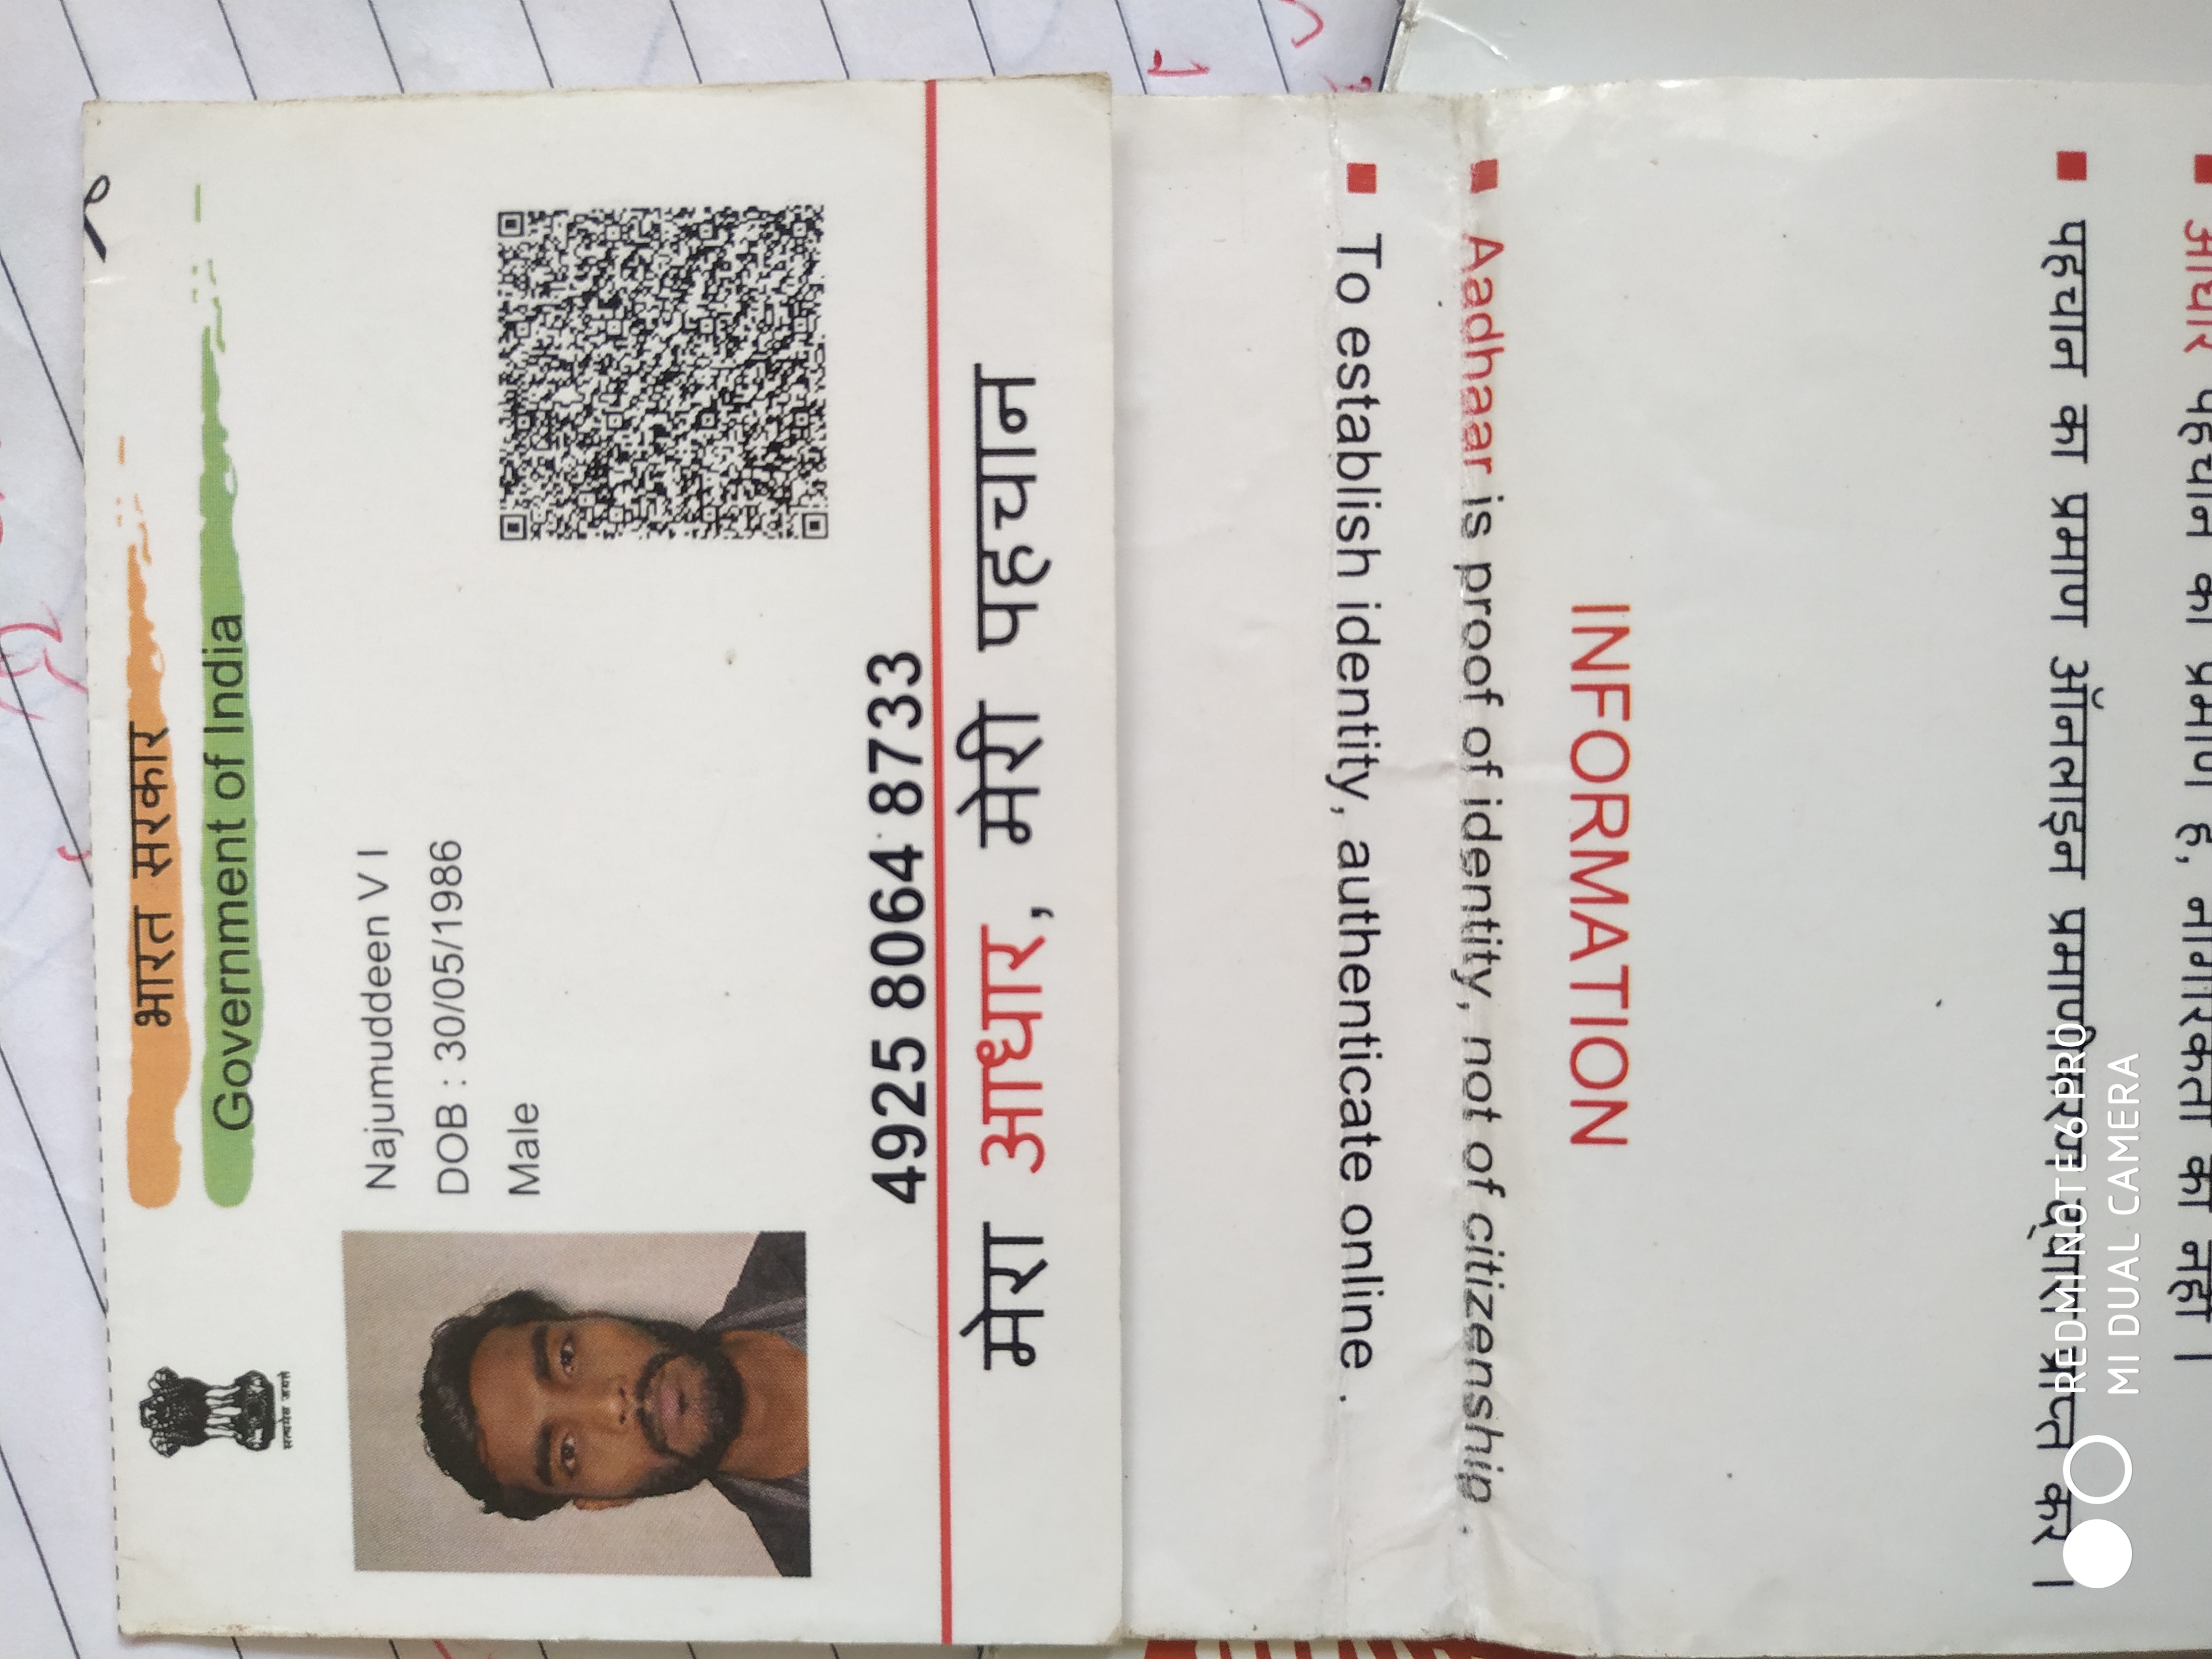 भारत सरकार
Government of India
सत्यमेव जयते
Najumuddeen V I
DOB : 30/05/1986
Male
4925 8064 8733
मेरा आधार, मेरी पहचान
To establish identity, authenticate online .
Aadhaar is proof of identity, not of citizenship .
INFORMATION
पहचान का प्रमाण ऑनलाइन प्रमाणीकरण द्वारा प्राप्त करें ।
आधार पहचान का प्रमाण है, नागरिकता का नहीं ।
REDMI NOTE 6 PRO
MI DUAL CAMERA